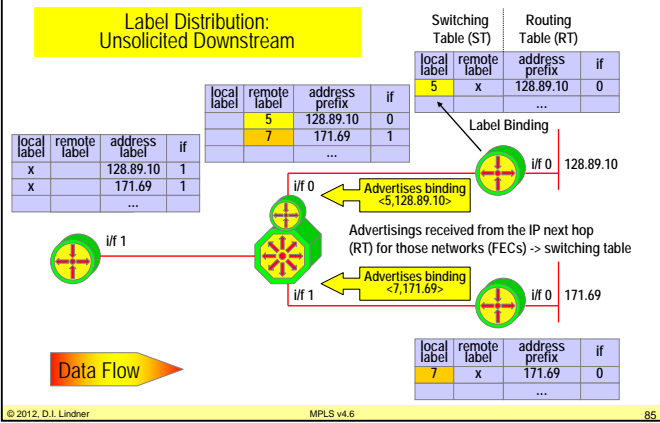 Label Distribution:
Unsolicited Downstream
Switching
Table (ST)
Routing
Table (RT)
local label
remote label
address prefix
if
5 x 128.89.10 0
...
local label
remote label
address prefix
if
5 128.89.10 0
7 171.69 1
...
Label Binding
local label
remote label
address label
if
x 128.89.10 1
x 171.69 1
...
i/f 0
128.89.10
i/f 0
Advertises binding
<5,128.89.10>
i/f 1
Advertisings received from the IP next hop
(RT) for those networks (FECs) -> switching table
Advertises binding
<7,171.69>
i/f 1
i/f 0
171.69
local label
remote label
address prefix
if
7 x 171.69 0
...
Data Flow
© 2012, D.I. Lindner
MPLS v4.6
85